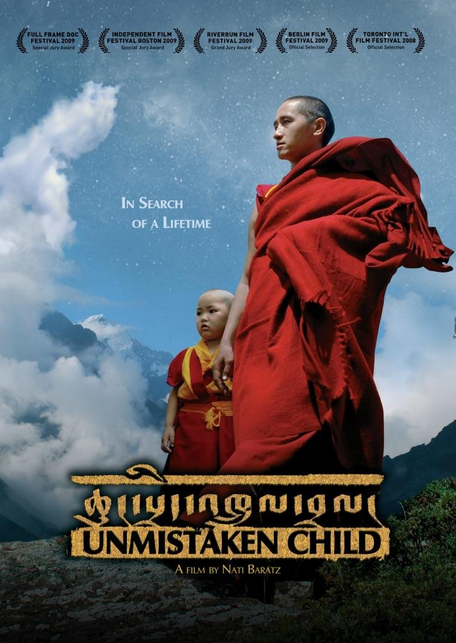 FULL FRAME DOC
FESTIVAL 2009
Special Jury Award
INDEPENDENT FILM
FESTIVAL BOSTON 2009
Special Jury Award
RIVERRUN FILM
FESTIVAL 2009
Grand Jury Award
BERLIN FILM
FESTIVAL 2009
Official Selection
TORONTO INT'L
FILM FESTIVAL 2008
Official Selection
IN SEARCH
OF A LIFETIME
UNMISTAKEN CHILD
A FILM BY NATI BARATZ